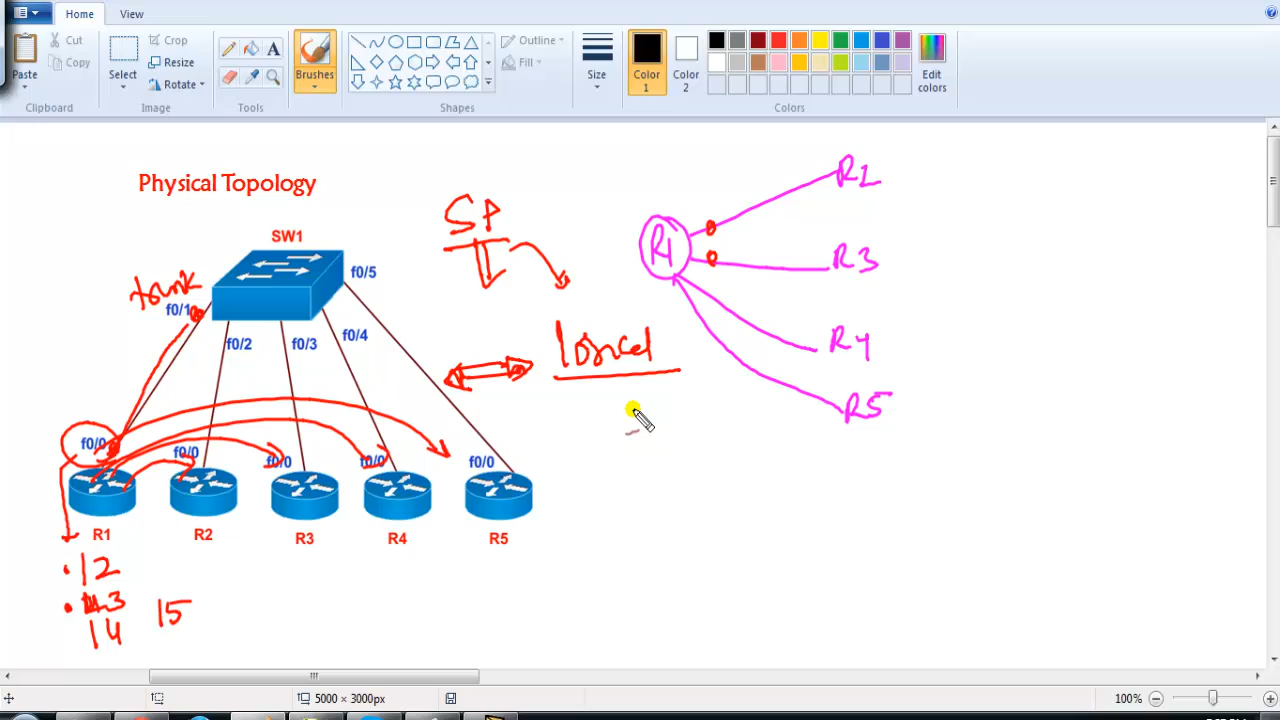 Home
View
Cut
Copy
Paste
Clipboard
Select
Crop
Resize
Rotate
Image
A
Tools
Brushes
Outline
Fill
Shapes
Size
Color
1
Color
2
Edit
colors
Colors
Physical Topology
SW1
trunk
f0/1
f0/2
f0/3
f0/4
f0/5
SP
logical
f0/0
f0/0
f0/0
f0/0
f0/0
R1
R2
R3
R4
R5
.12
.13
14
15
R1
R2
R3
R4
R5
5000 × 3000px
100%